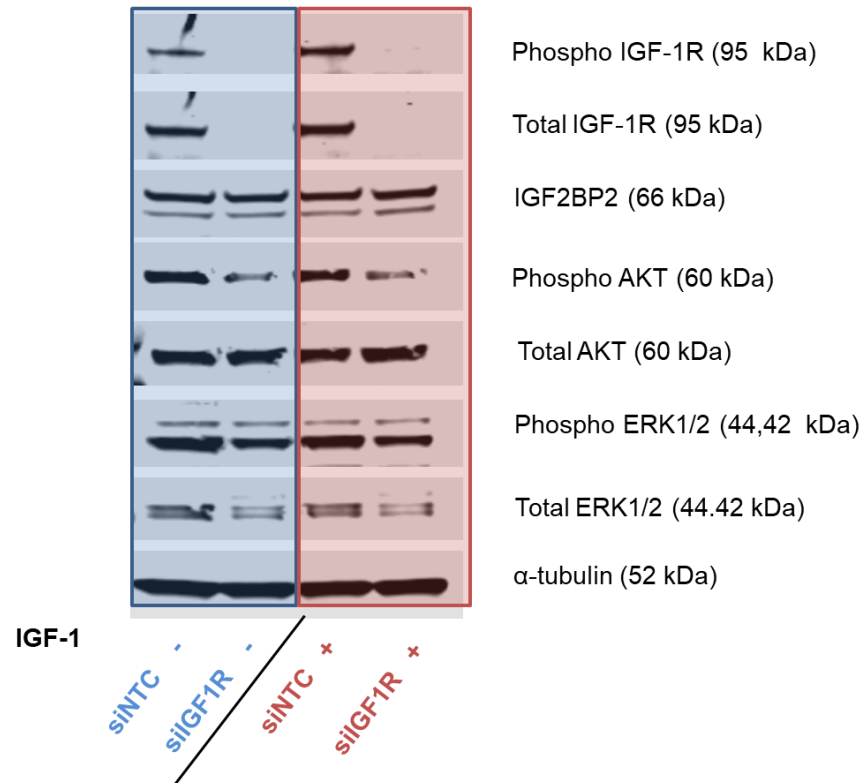 Phospho IGF-1R (95  kDa)
Total IGF-1R (95 kDa)
IGF2BP2 (66 kDa)
Phospho AKT (60 kDa)
Total AKT (60 kDa)
Phospho ERK1/2 (44,42  kDa)
Total ERK1/2 (44.42 kDa)
α-tubulin (52 kDa)
IGF-1
siNTC -
siIGF1R -
siNTC +
siIGF1R +